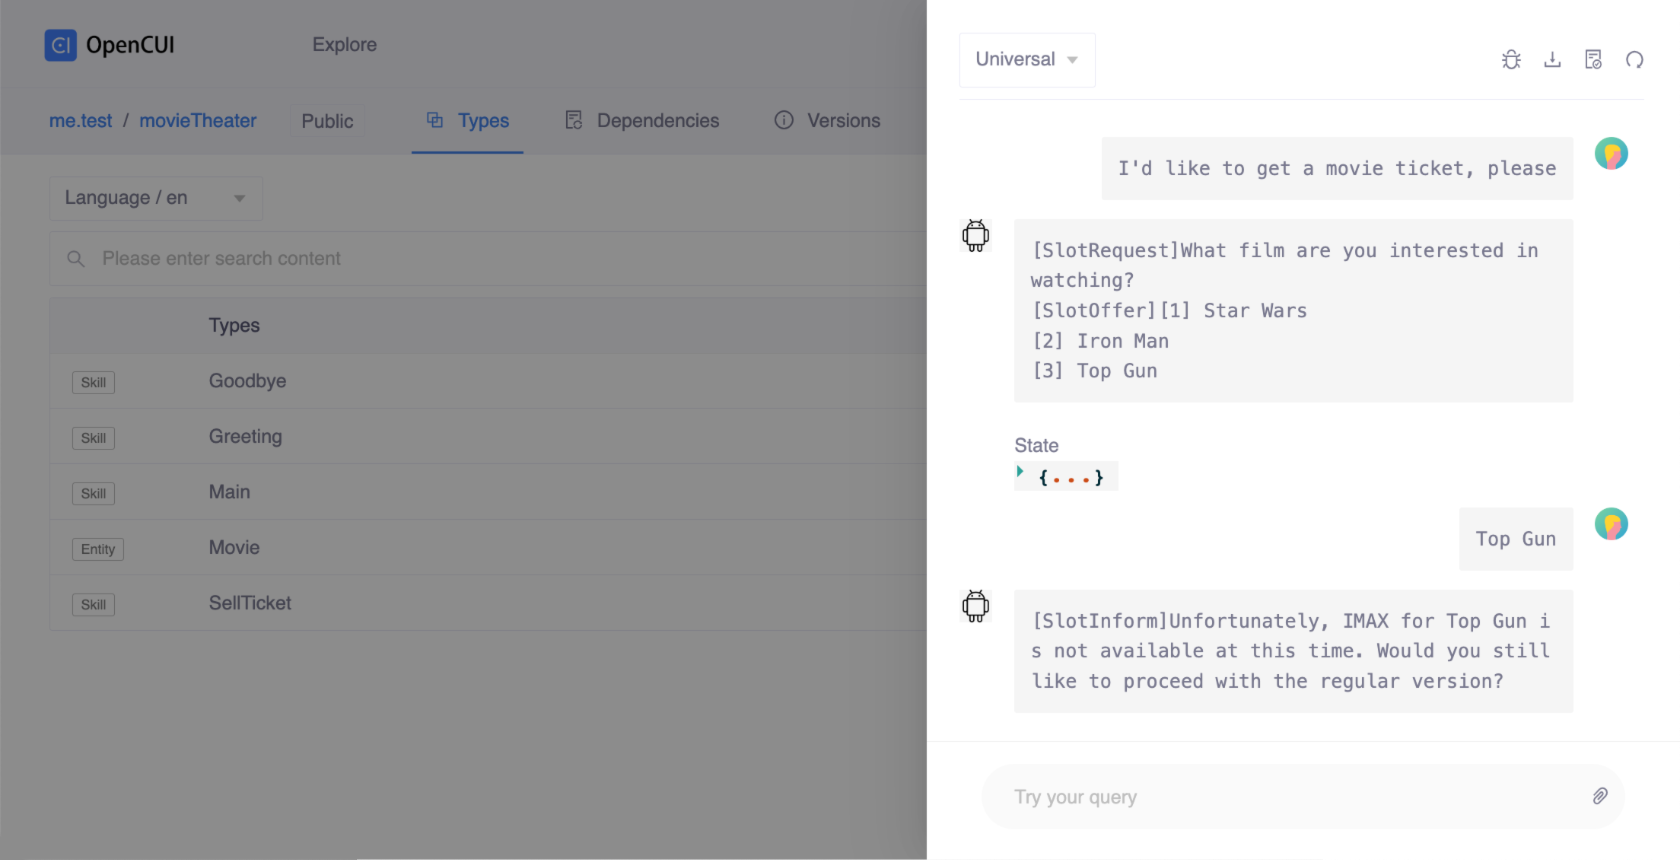 OpenCUI
Explore
me.test / movieTheater
Public
Types
Dependencies
Versions
Language / en
Please enter search content
Types
Skill
Goodbye
Skill
Greeting
Skill
Main
Entity
Movie
Skill
SellTicket
Universal
I'd like to get a movie ticket, please
[SlotRequest]What film are you interested in
watching?
[SlotOffer][1] Star Wars
[2] Iron Man
[3] Top Gun
State
{...}
Top Gun
[SlotInform]Unfortunately, IMAX for Top Gun i
s not available at this time. Would you still
like to proceed with the regular version?
Try your query